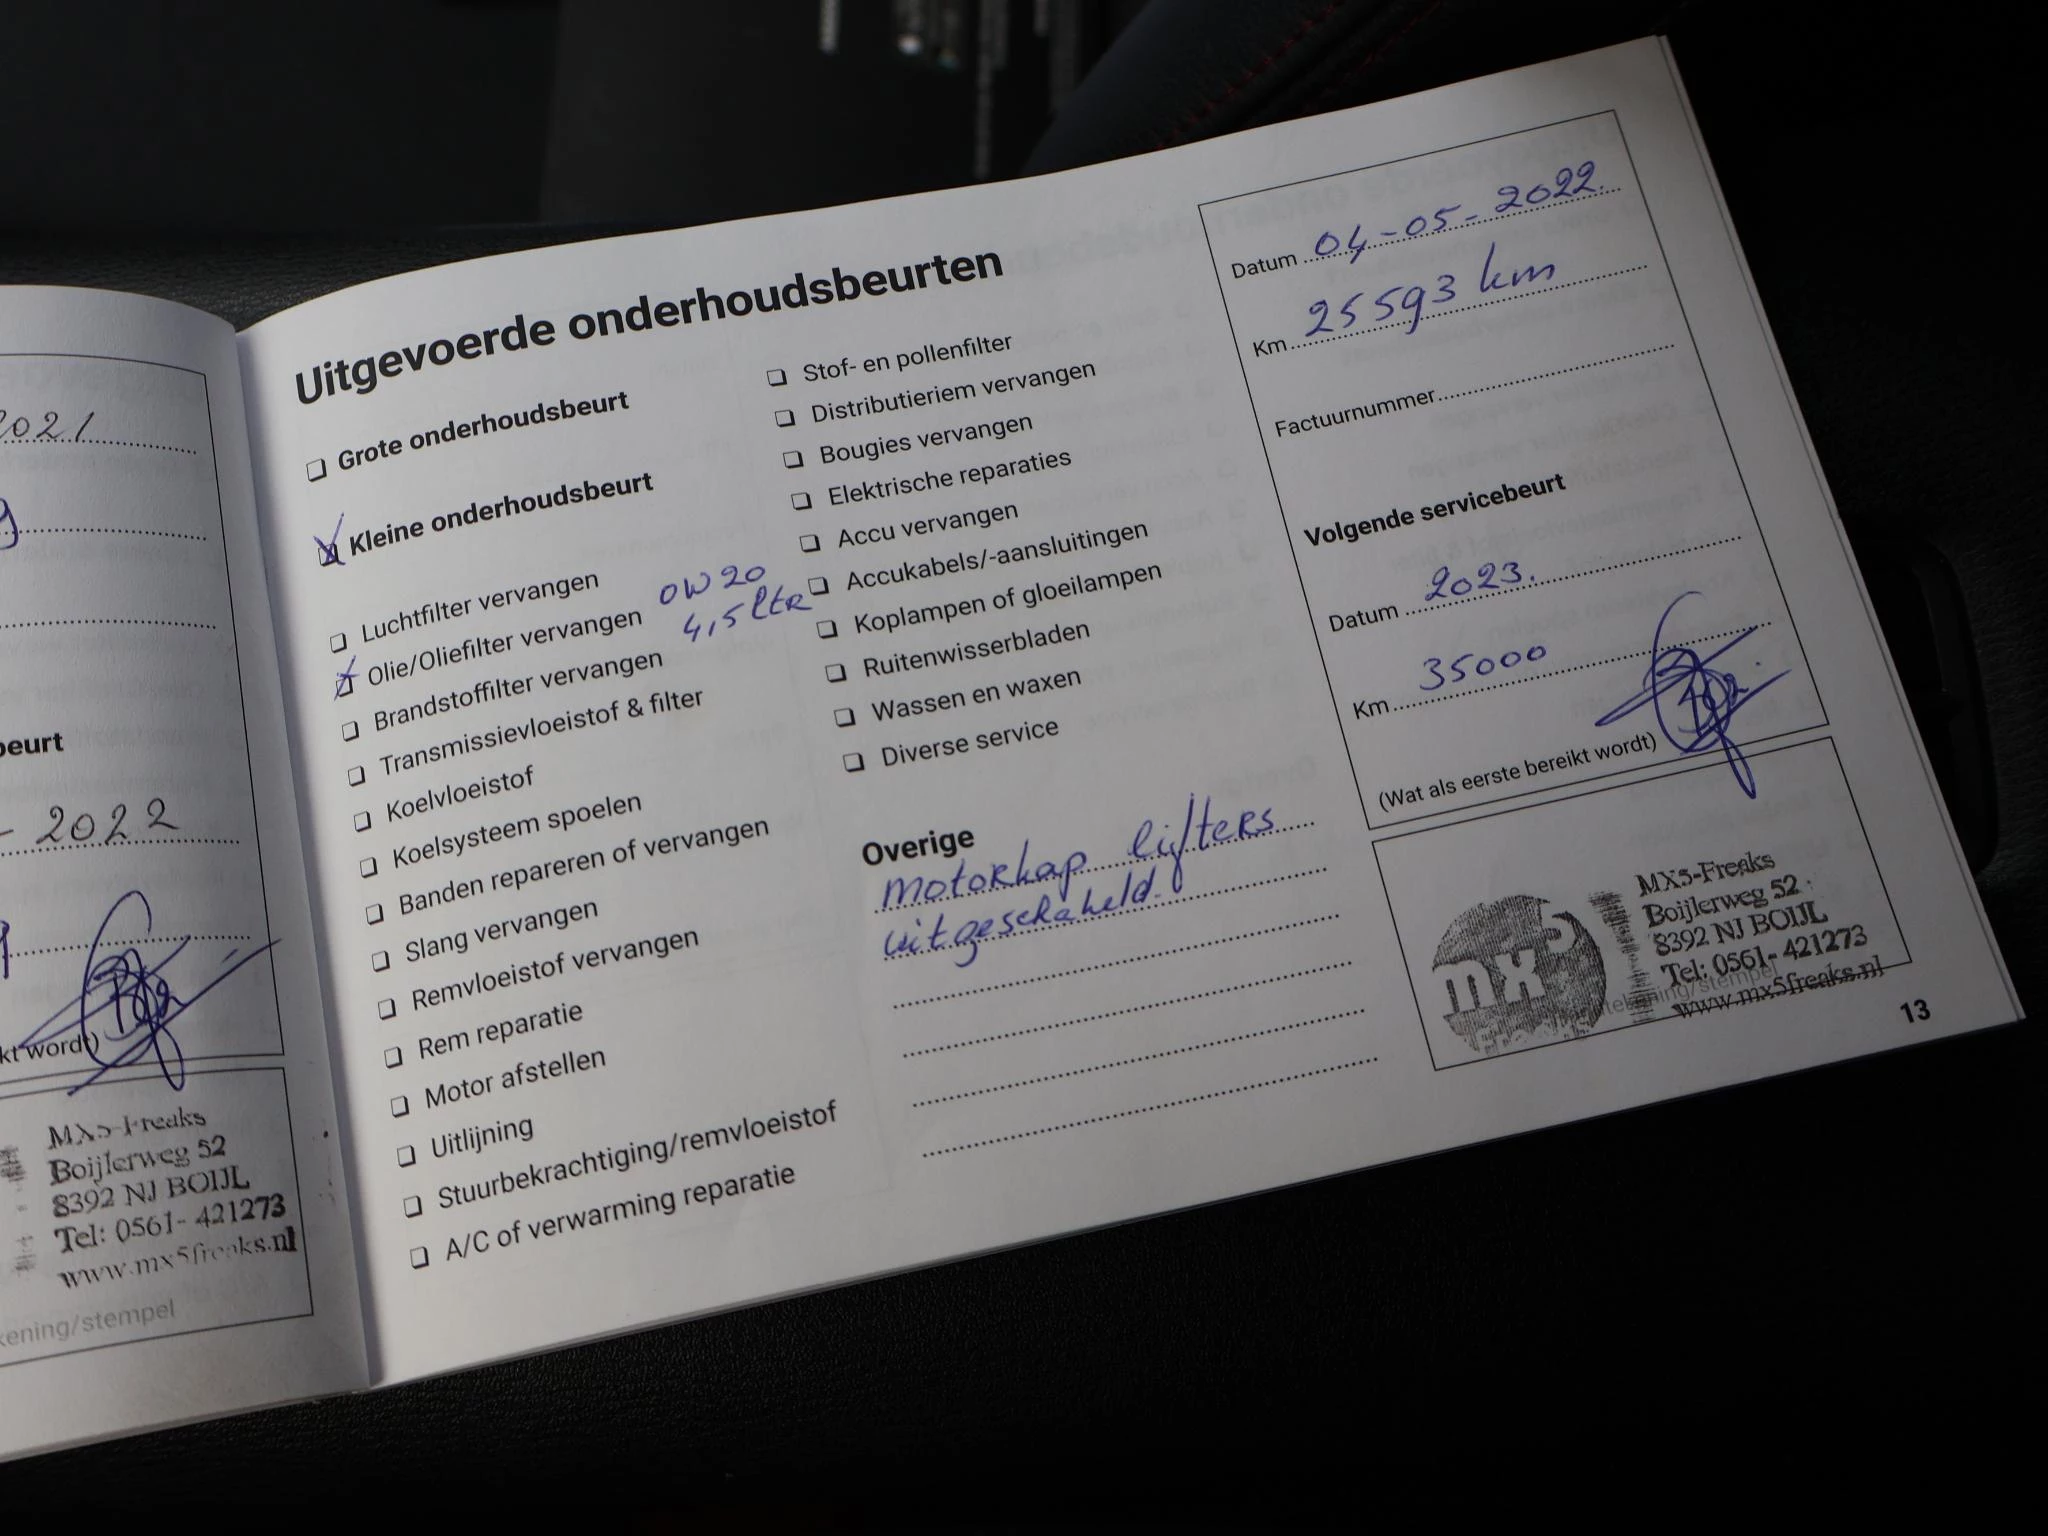 2021
g
beurt
- 2022
kt wordt)
MX5-Freaks
Boijlerweg 52
8392 NJ BOIJL
Tel: 0561- 421273
www.mx5freaks.nl
kening/stempel
Uitgevoerde onderhoudsbeurten
Grote onderhoudsbeurt
Kleine onderhoudsbeurt
Luchtfilter vervangen
Olie/Oliefilter vervangen OW20
4,5 ltr
Brandstoffilter vervangen
Transmissievloeistof & filter
Koelvloeistof
Koelsysteem spoelen
Banden repareren of vervangen
Slang vervangen
Remvloeistof vervangen
Rem reparatie
Motor afstellen
Uitlijning
Stuurbekrachtiging/remvloeistof
A/C of verwarming reparatie
Stof- en pollenfilter
Distributieriem vervangen
Bougies vervangen
Elektrische reparaties
Accu vervangen
Accukabels/-aansluitingen
Koplampen of gloeilampen
Ruitenwisserbladen
Wassen en waxen
Diverse service
Overige
motorkap lifters
uitgeschakeld.
Datum 04-05-2022.
Km 25593 km
Factuurnummer
Volgende servicebeurt
Datum 2023.
Km 35000
(Wat als eerste bereikt wordt)
mx5
MX5-Freaks
Boijlerweg 52
8392 NJ BOIJL
Tel: 0561- 421273
www.mx5freaks.nl
tekening/stempel
13